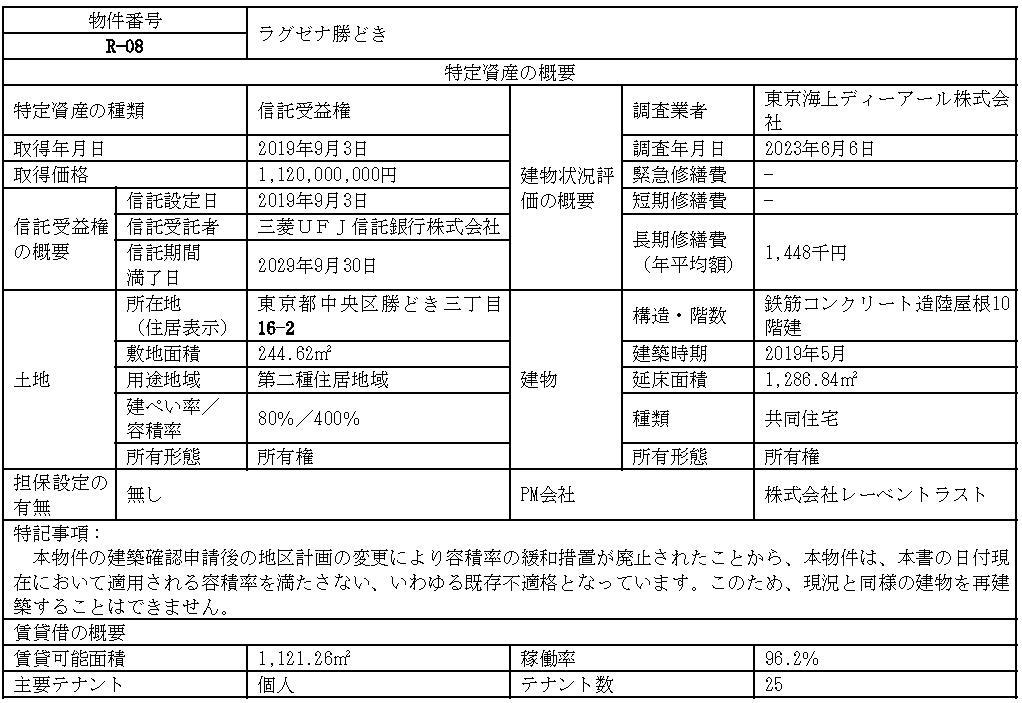 物件番号
R-08
ラグゼナ勝どき
特定資産の概要
特定資産の種類
信託受益権
取得年月日
2019年9月3日
取得価格
1,120,000,000円
信託受益権
の概要
信託設定日
2019年9月3日
信託受託者
三菱UFJ信託銀行株式会社
信託期間
満了日
2029年9月30日
建物状況評
価の概要
調査業者
東京海上ディーアール株式会
社
調査年月日
2023年6月6日
緊急修繕費
-
短期修繕費
-
長期修繕費
（年平均額）
1,448千円
土地
所在地
（住居表示）
東京都中央区勝どき三丁目
16-2
敷地面積
244.62㎡
用途地域
第二種住居地域
建ぺい率／
容積率
80%／400%
所有形態
所有権
建物
構造・階数
鉄筋コンクリート造陸屋根10
階建
建築時期
2019年5月
延床面積
1,286.84㎡
種類
共同住宅
所有形態
所有権
担保設定の
有無
無し
PM会社
株式会社レーベントラスト
特記事項：
本物件の建築確認申請後の地区計画の変更により容積率の緩和措置が廃止されたことから、本物件は、本書の日付現
在において適用される容積率を満たさない、いわゆる既存不適格となっています。このため、現況と同様の建物を再建
築することはできません。
賃貸借の概要
賃貸可能面積
1,121.26㎡
稼働率
96.2%
主要テナント
個人
テナント数
25